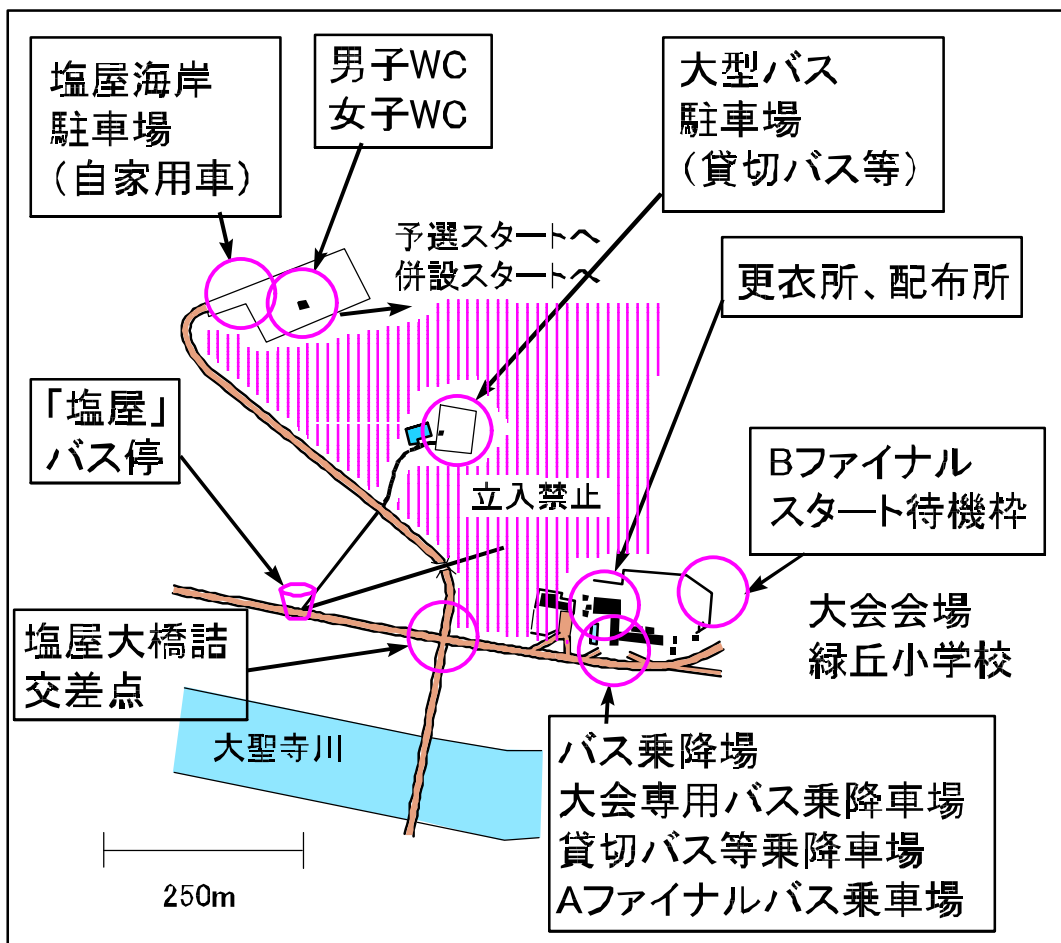 塩屋海岸
駐車場
（自家用車）
男子WC
女子WC
大型バス
駐車場
（貸切バス等）
予選スタートへ
併設スタートへ
更衣所、配布所
「塩屋」
バス停
立入禁止
Bファイナル
スタート待機枠
大会会場
緑丘小学校
塩屋大橋詰
交差点
大聖寺川
バス乗降場
大会専用バス乗降車場
貸切バス等乗降車場
Aファイナルバス乗車場
250m